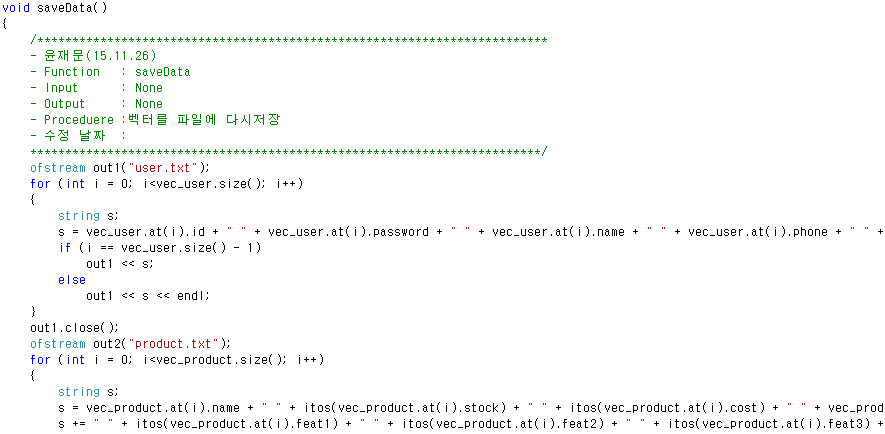 void saveData()
{
/*************************************************************************
- 윤재문(15.11.26)
- Function : saveData
- Input : None
- Output : None
- Proceduere :벡터를 파일에 다시저장
- 수정 날짜 :
*************************************************************************/
ofstream out1("user.txt");
for (int i = 0; i<vec_user.size(); i++)
{
string s;
s = vec_user.at(i).id + " " + vec_user.at(i).password + " " + vec_user.at(i).name + " " + vec_user.at(i).phone + " " +
if (i == vec_user.size() - 1)
out1 << s;
else
out1 << s << endl;
}
out1.close();
ofstream out2("product.txt");
for (int i = 0; i<vec_product.size(); i++)
{
string s;
s = vec_product.at(i).name + " " + itos(vec_product.at(i).stock) + " " + itos(vec_product.at(i).cost) + " " + vec_prod
s += " " + itos(vec_product.at(i).feat1) + " " + itos(vec_product.at(i).feat2) + " " + itos(vec_product.at(i).feat3) +